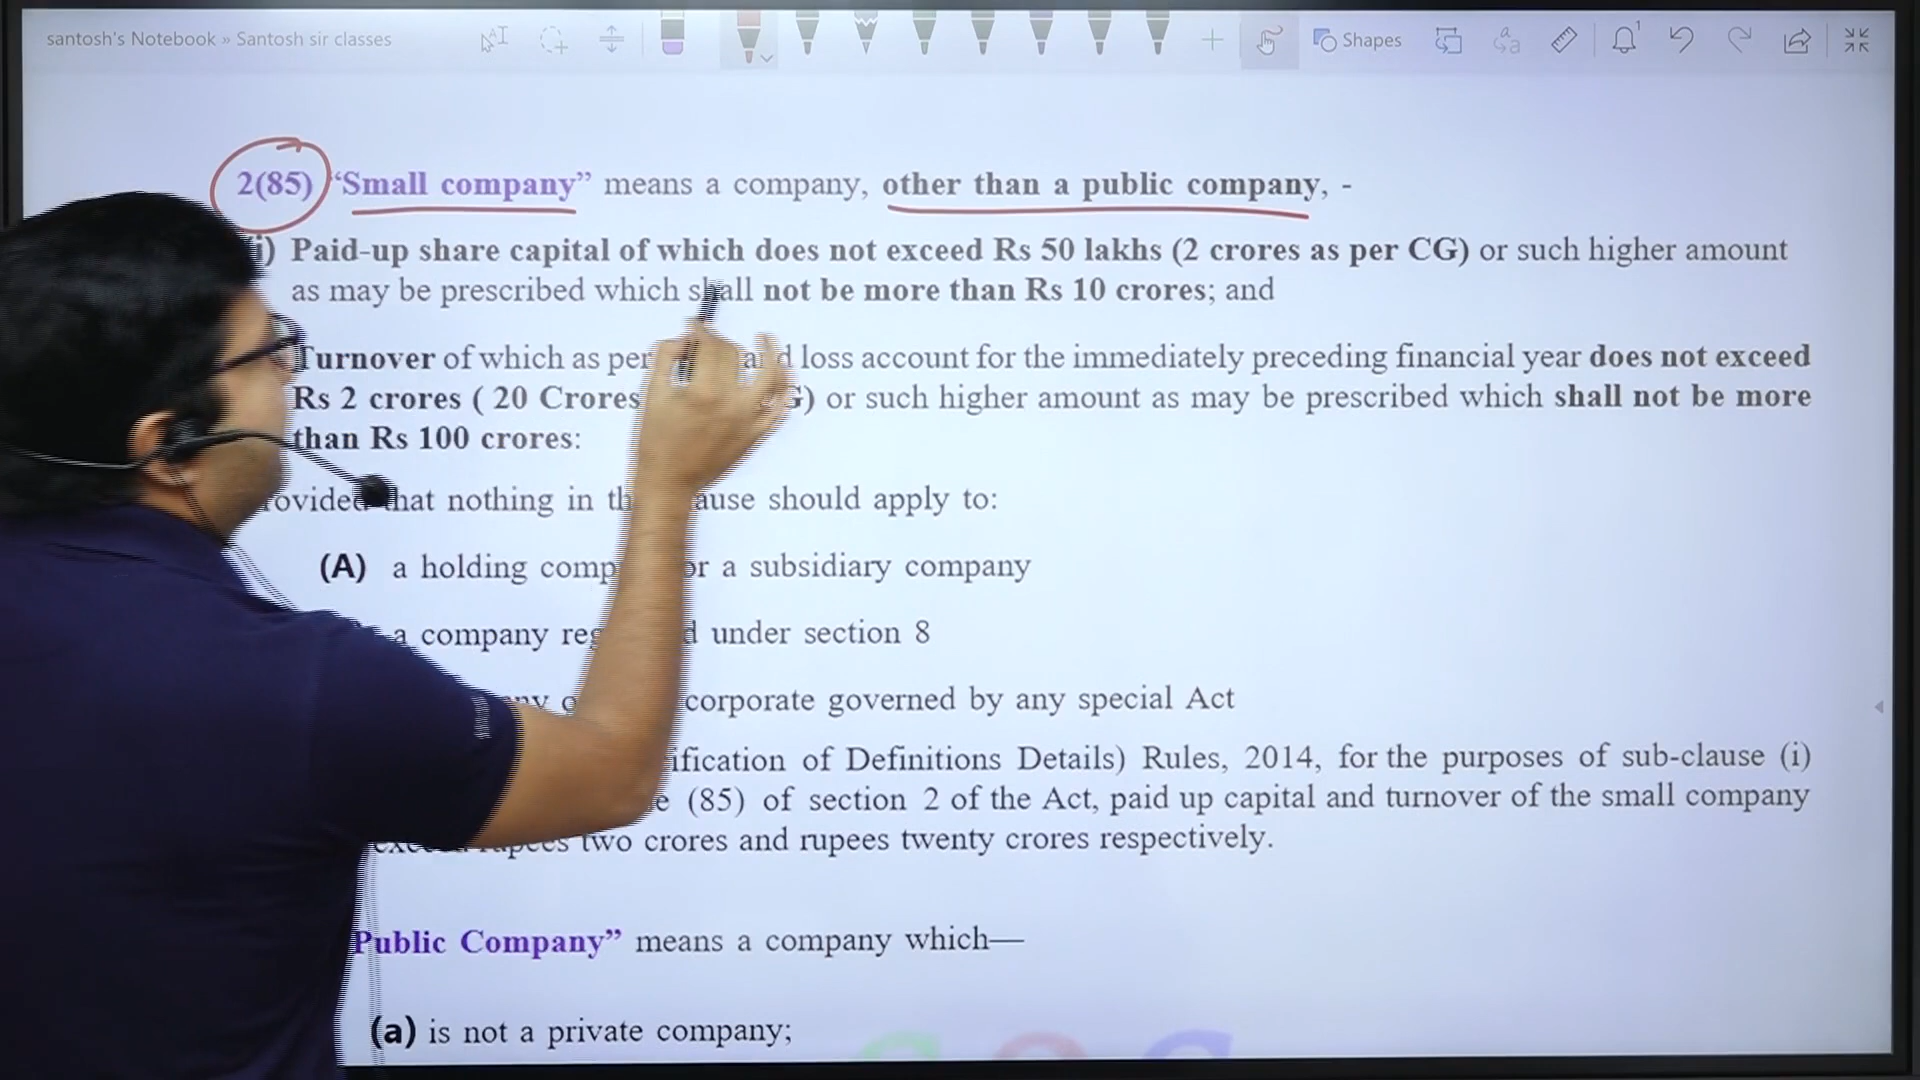 santosh's Notebook » Santosh sir classes
Shapes
2(85) “Small company” means a company, other than a public company, -
i) Paid-up share capital of which does not exceed Rs 50 lakhs (2 crores as per CG) or such higher amount
as may be prescribed which shall not be more than Rs 10 crores; and
Turnover of which as per and loss account for the immediately preceding financial year does not exceed
Rs 2 crores ( 20 Crores G) or such higher amount as may be prescribed which shall not be more
than Rs 100 crores:
that nothing in should apply to:
(A) a holding or a subsidiary company
a company under section 8
corporate governed by any special Act
of Definitions Details) Rules, 2014, for the purposes of sub-clause (i)
(85) of section 2 of the Act, paid up capital and turnover of the small company
rupees two crores and rupees twenty crores respectively.
Public Company” means a company which—
(a) is not a private company;